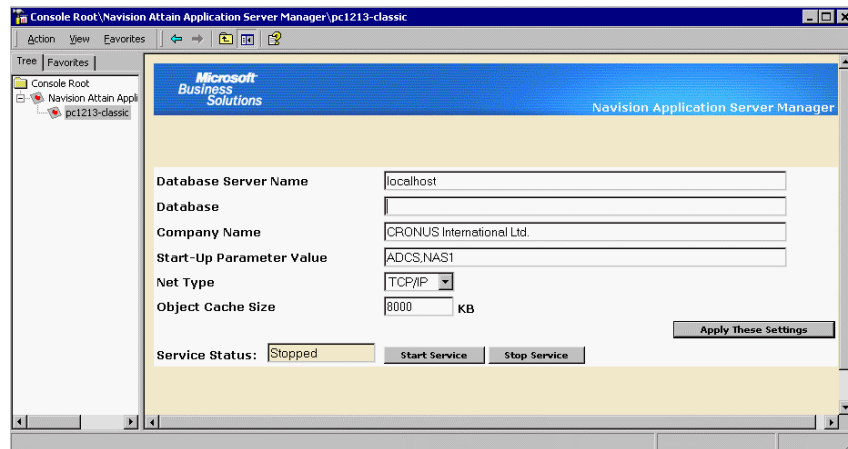 Console Root\Navision Attain Application Server Manager\pc1213-classic
Action View Favorites
Tree Favorites
Console Root
Navision Attain Appli
pc1213-classic
Microsoft
Business
Solutions
Navision Application Server Manager
Database Server Name localhost
Database
Company Name CRONUS International Ltd.
Start-Up Parameter Value ADCS,NAS1
Net Type TCP/IP
Object Cache Size 8000 KB
Apply These Settings
Service Status: Stopped Start Service Stop Service